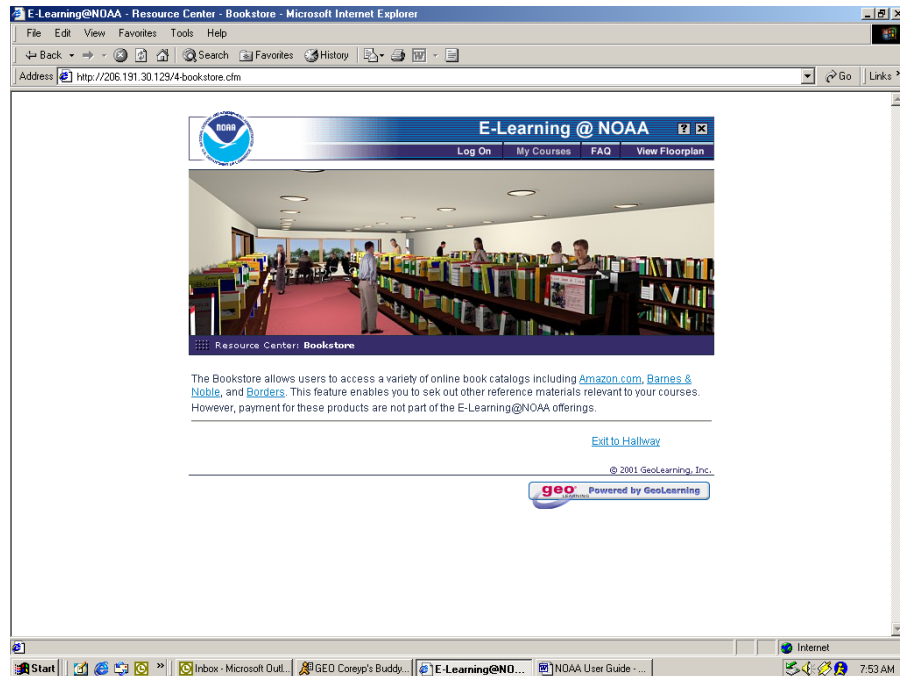 E-Learning@NOAA - Resource Center - Bookstore - Microsoft Internet Explorer
File Edit View Favorites Tools Help
Back Search Favorites History
Address http://206.191.30.129/4-bookstore.cfm Go Links »
NOAA
E-Learning @ NOAA ? X
Log On My Courses FAQ View Floorplan
Resource Center: Bookstore
The Bookstore allows users to access a variety of online book catalogs including Amazon.com, Barnes &
Noble, and Borders. This feature enables you to sek out other reference materials relevant to your courses.
However, payment for these products are not part of the E-Learning@NOAA offerings.
Exit to Hallway
© 2001 GeoLearning, Inc.
geo LEARNING Powered by GeoLearning
Internet
Start » Inbox - Microsoft Outl... GEO Coreyp's Buddy... E-Learning@NO... NOAA User Guide - ... 7:53 AM